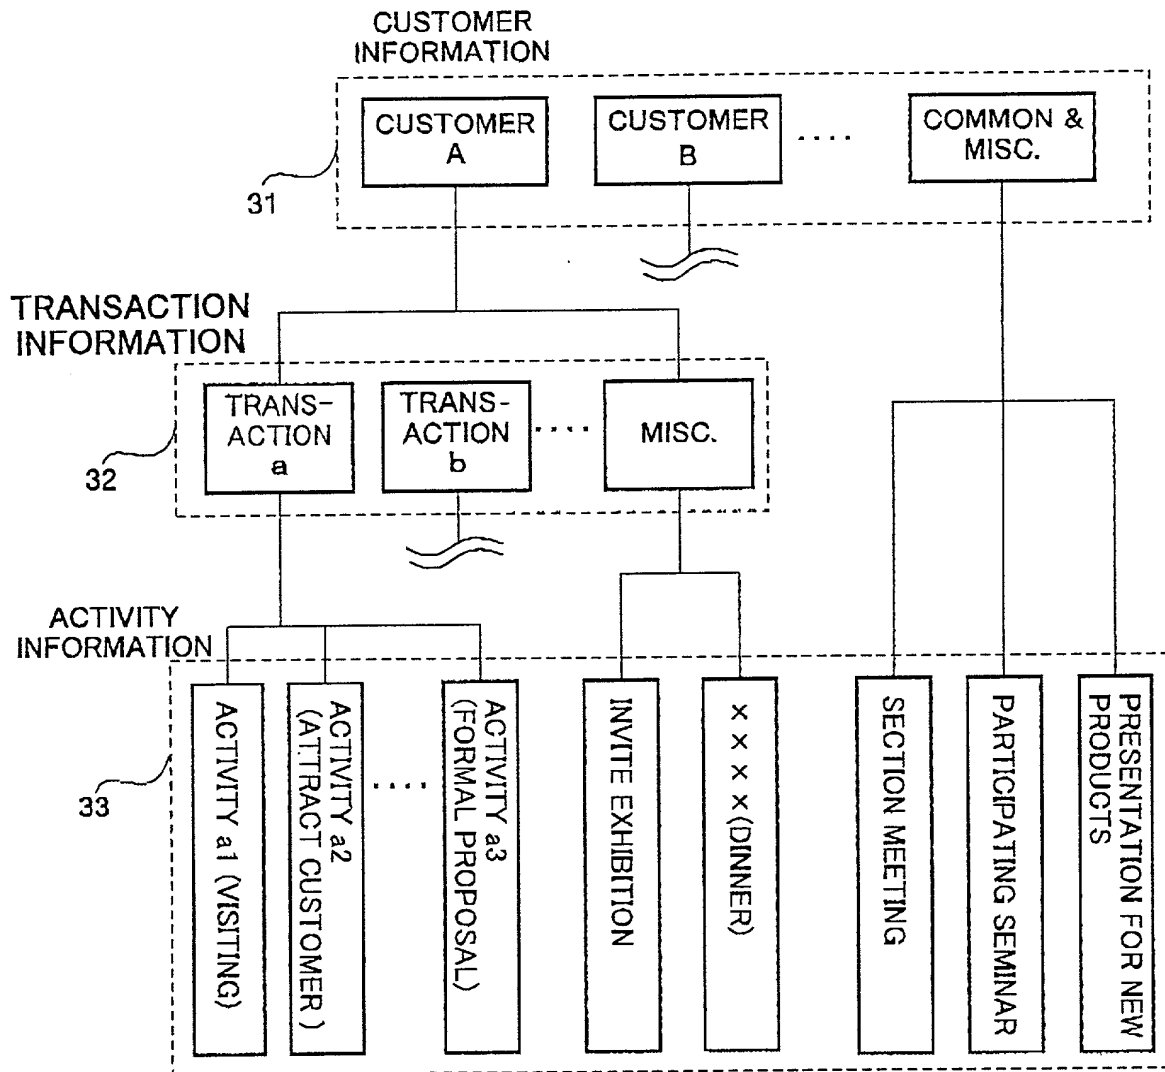 CUSTOMER
INFORMATION
CUSTOMER
A
CUSTOMER
B
....
COMMON &
MISC.
31
TRANSACTION
INFORMATION
TRANS-
ACTION
a
TRANS-
ACTION
b
....
MISC.
32
ACTIVITY
INFORMATION
ACTIVITY a1 (VISITING)
ACTIVITY a2
(ATTRACT CUSTOMER)
....
ACTIVITY a3
(FORMAL PROPOSAL)
INVITE EXHIBITION
××××(DINNER)
SECTION MEETING
PARTICIPATING SEMINAR
PRESENTATION FOR NEW
PRODUCTS
33